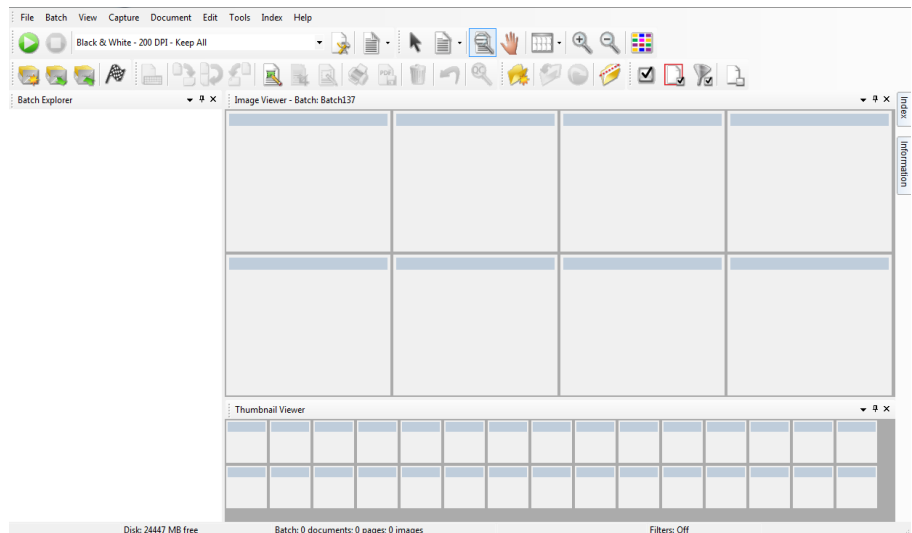 File Batch View Capture Document Edit Tools Index Help
Black & White - 200 DPI - Keep All
Batch Explorer
Image Viewer - Batch: Batch137
Index
Information
Thumbnail Viewer
Disk: 24447 MB free
Batch: 0 documents: 0 pages: 0 images
Filters: Off